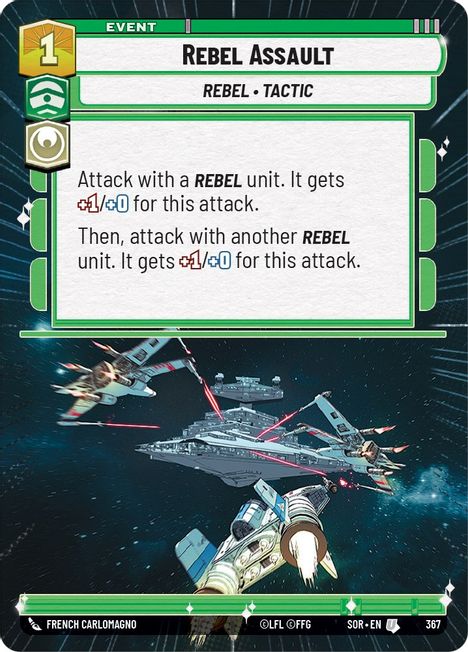 EVENT
1
REBEL ASSAULT
REBEL • TACTIC
Attack with a REBEL unit. It gets
+1/+0 for this attack.
Then, attack with another REBEL
unit. It gets +1/+0 for this attack.
FRENCH CARLOMAGNO
©LFL ©FFG
SOR • EN
U
367